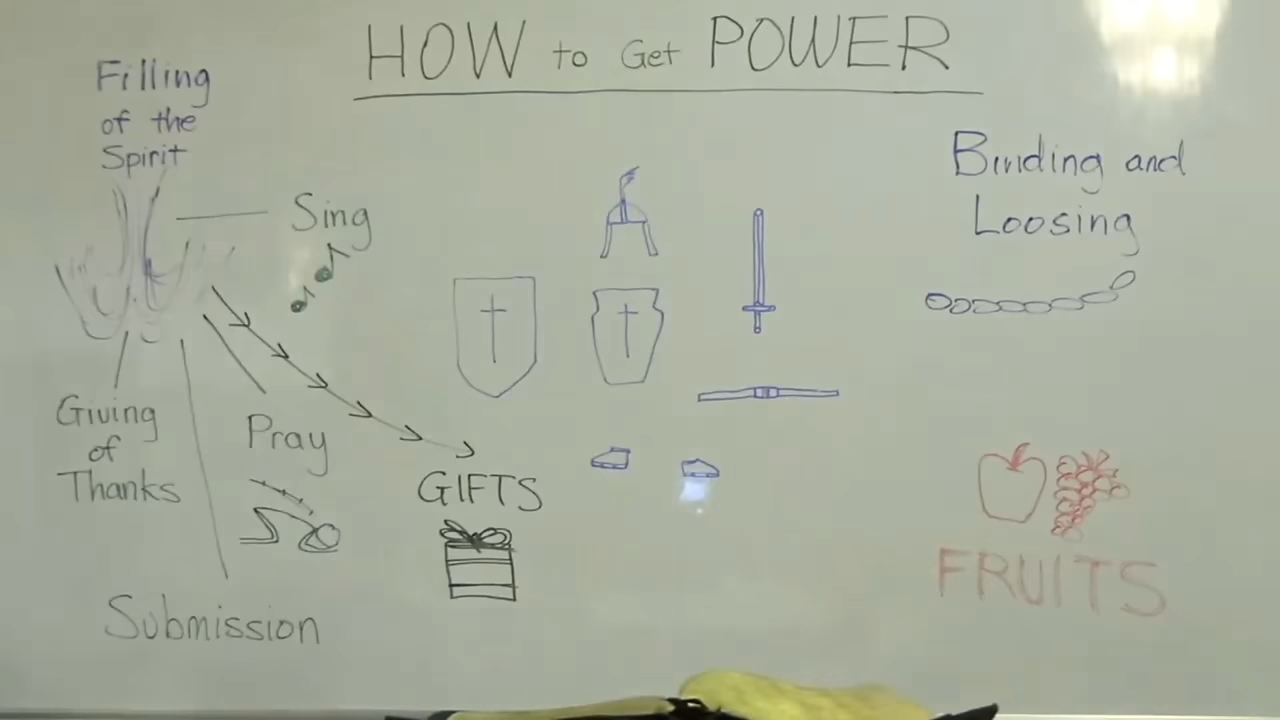 HOW to Get POWER
Filling
of the
Spirit
Sing
Giving
of
Thanks
Pray
Submission
GIFTS
Binding and
Loosing
FRUITS